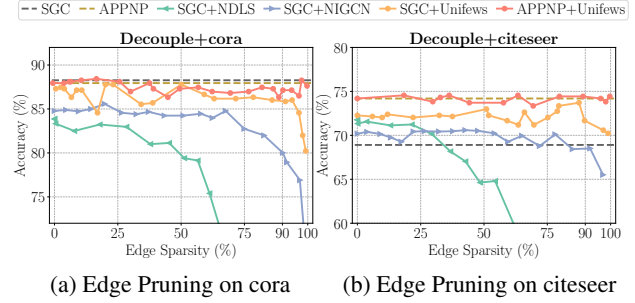 SGC APPNP SGC+NDLS SGC+NIGCN SGC+Unifews APPNP+Unifews
Decouple+cora
Accuracy (%)
90
85
80
75
0 25 50 75 90 100
Edge Sparsity (%)
(a) Edge Pruning on cora
Decouple+citeseer
Accuracy (%)
80
75
70
65
60
0 25 50 75 90 100
Edge Sparsity (%)
(b) Edge Pruning on citeseer